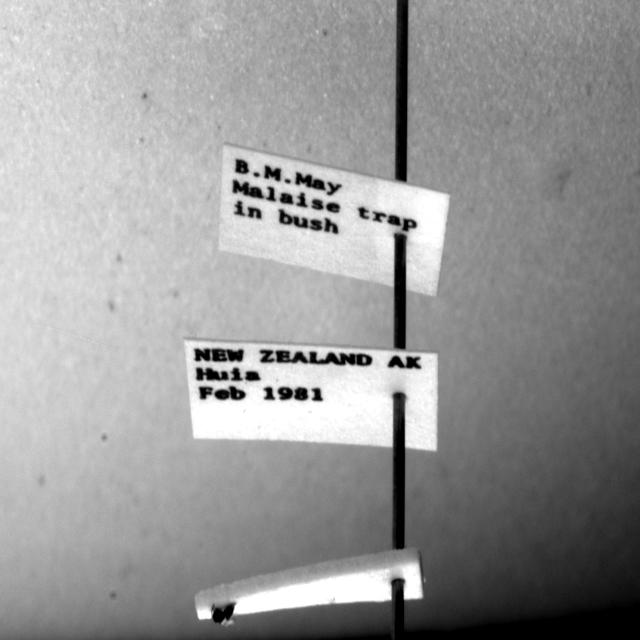 B.M.May
Malaise trap
in bush
NEW ZEALAND AK
Huia
Feb 1981